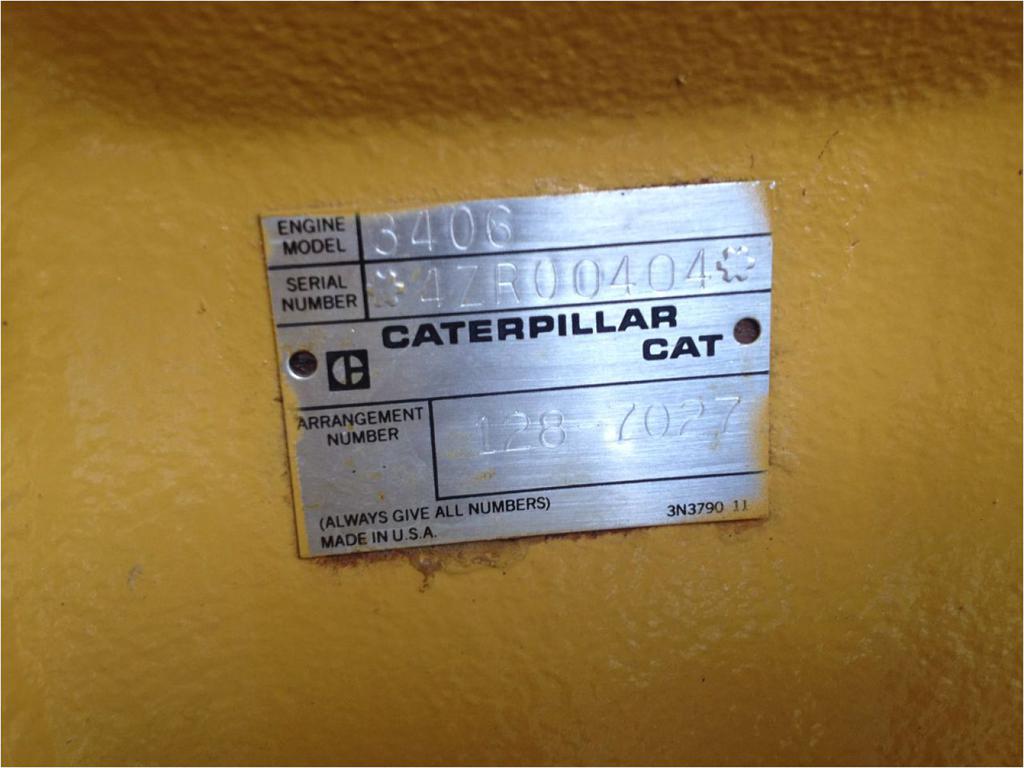 ENGINE
MODEL
3406
SERIAL
NUMBER
4ZR00404
CATERPILLAR
CAT
C
ARRANGEMENT
NUMBER
128-7027
(ALWAYS GIVE ALL NUMBERS)
3N3790 11
MADE IN U.S.A.